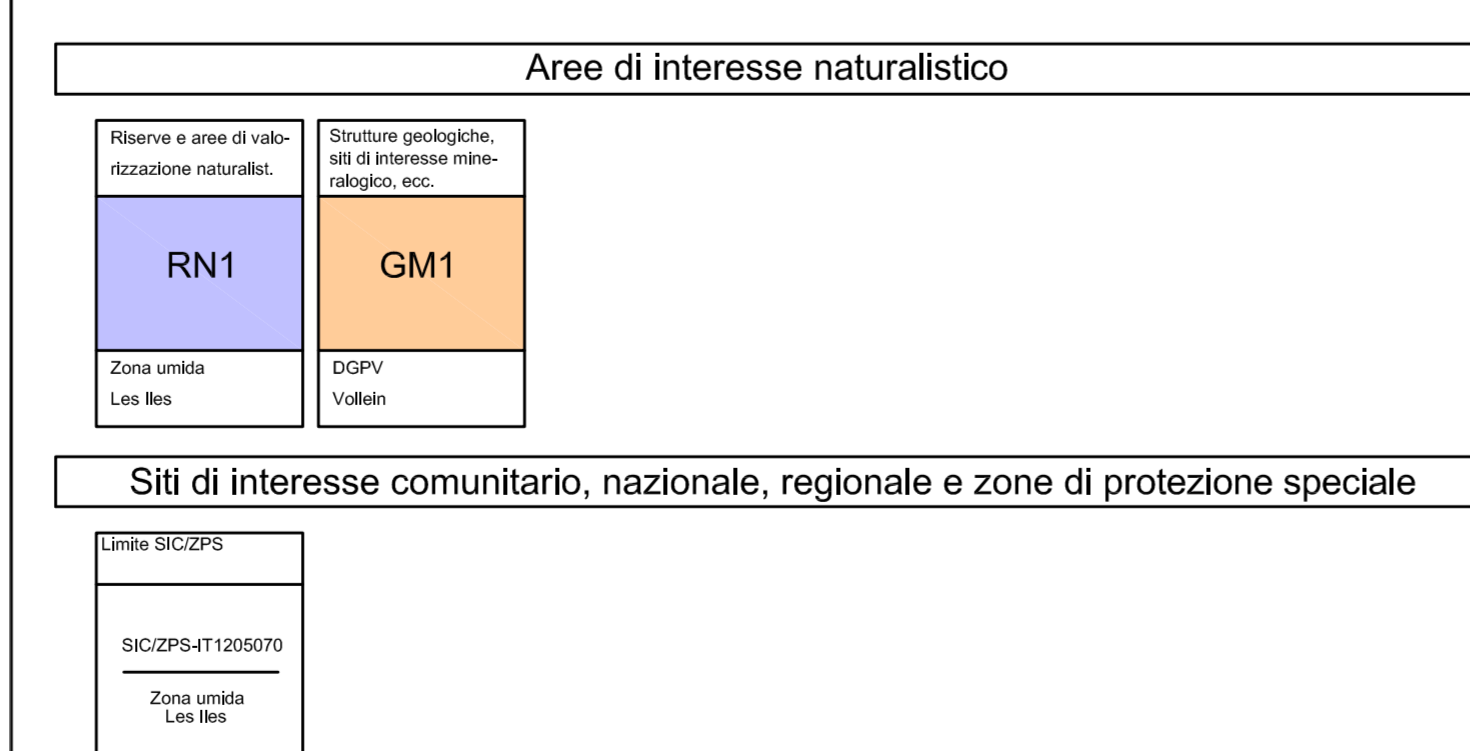 Aree di interesse naturalistico
Riserve e aree di valo-
rizzazione naturalist.
RN1
Zona umida
Les Iles
Strutture geologiche,
siti di interesse mine-
ralogico, ecc.
GM1
DGPV
Vollein
Siti di interesse comunitario, nazionale, regionale e zone di protezione speciale
Limite SIC/ZPS
SIC/ZPS-IT1205070
Zona umida
Les Iles